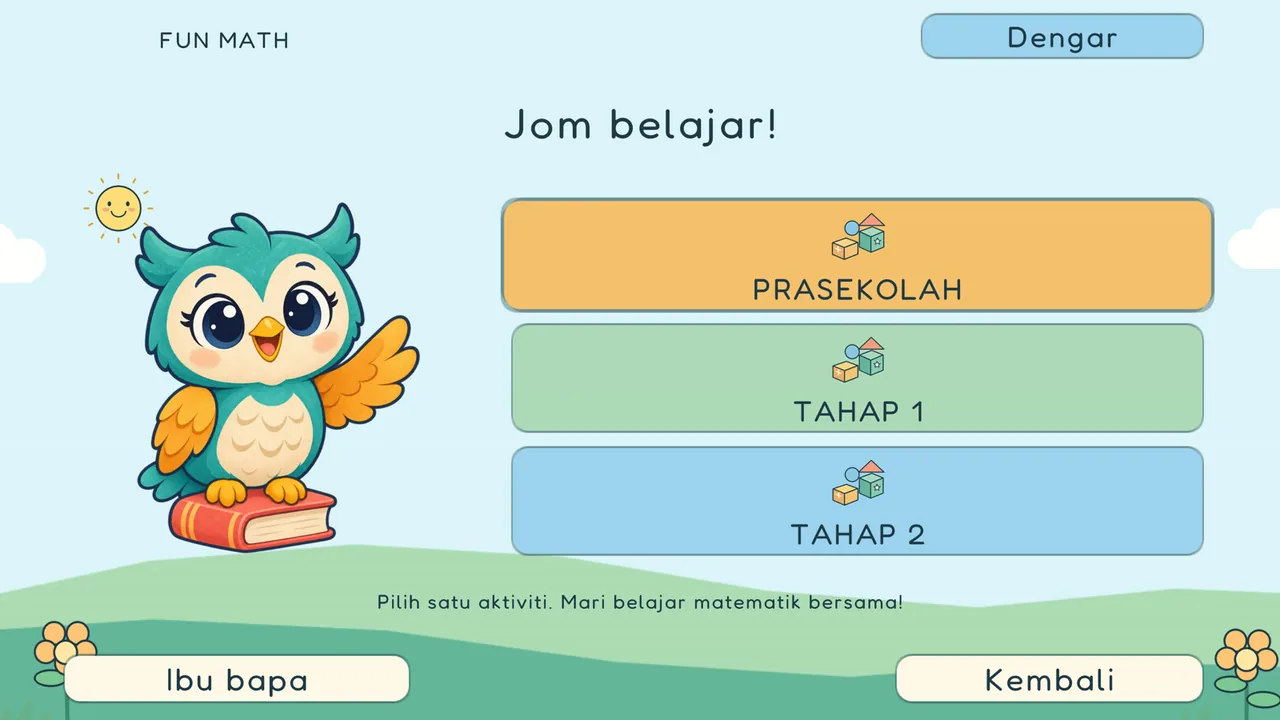 FUN MATH
Dengar
Jom belajar!
PRASEKOLAH
TAHAP 1
TAHAP 2
Pilih satu aktiviti. Mari belajar matematik bersama!
Ibu bapa
Kembali